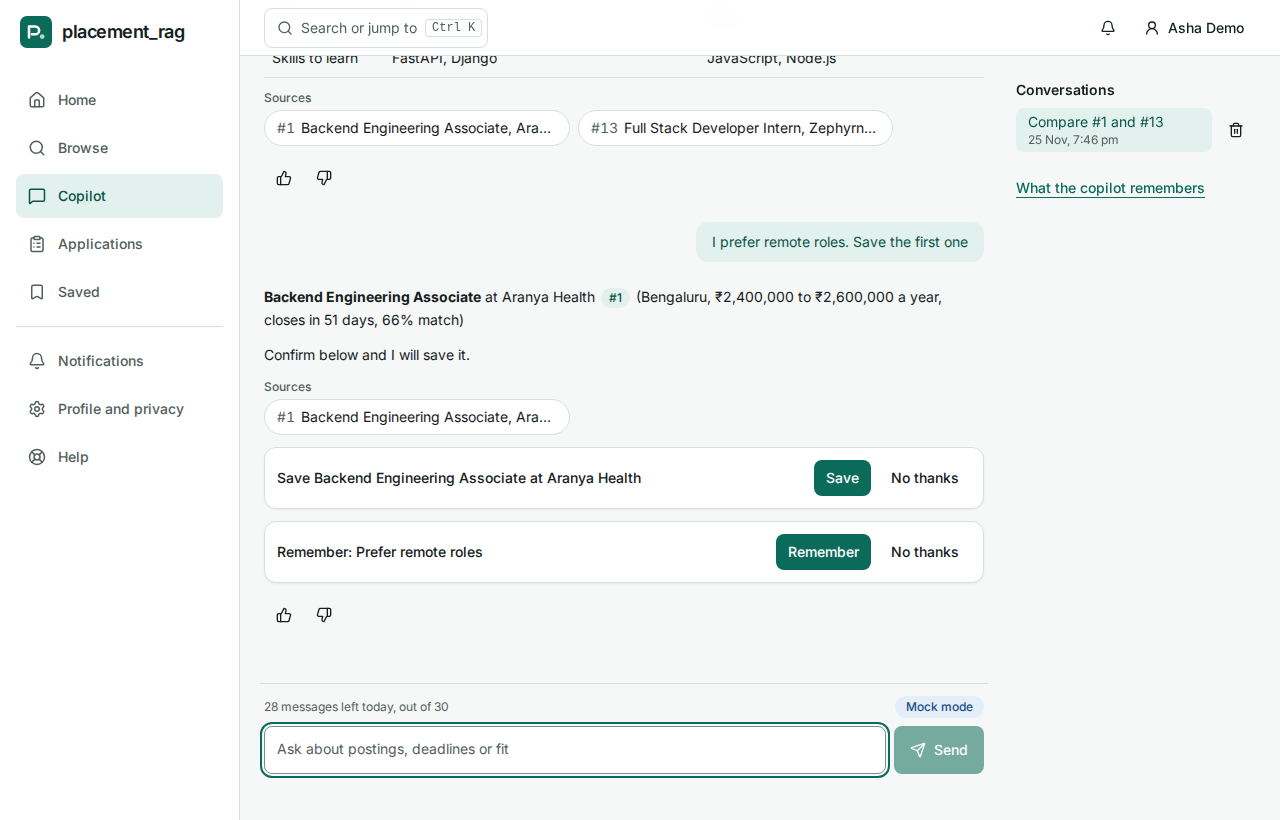 placement_rag
Search or jump to Ctrl K
Asha Demo
Home
Browse
Copilot
Applications
Saved
Notifications
Profile and privacy
Help
Skills to learn FastAPI, Django JavaScript, Node.js
Sources
#1 Backend Engineering Associate, Ara...
#13 Full Stack Developer Intern, Zephyrn...
I prefer remote roles. Save the first one
Backend Engineering Associate at Aranya Health #1 (Bengaluru, ₹2,400,000 to ₹2,600,000 a year,
closes in 51 days, 66% match)
Confirm below and I will save it.
Sources
#1 Backend Engineering Associate, Ara...
Save Backend Engineering Associate at Aranya Health Save No thanks
Remember: Prefer remote roles Remember No thanks
28 messages left today, out of 30 Mock mode
Ask about postings, deadlines or fit Send
Conversations
Compare #1 and #13
25 Nov, 7:46 pm
What the copilot remembers